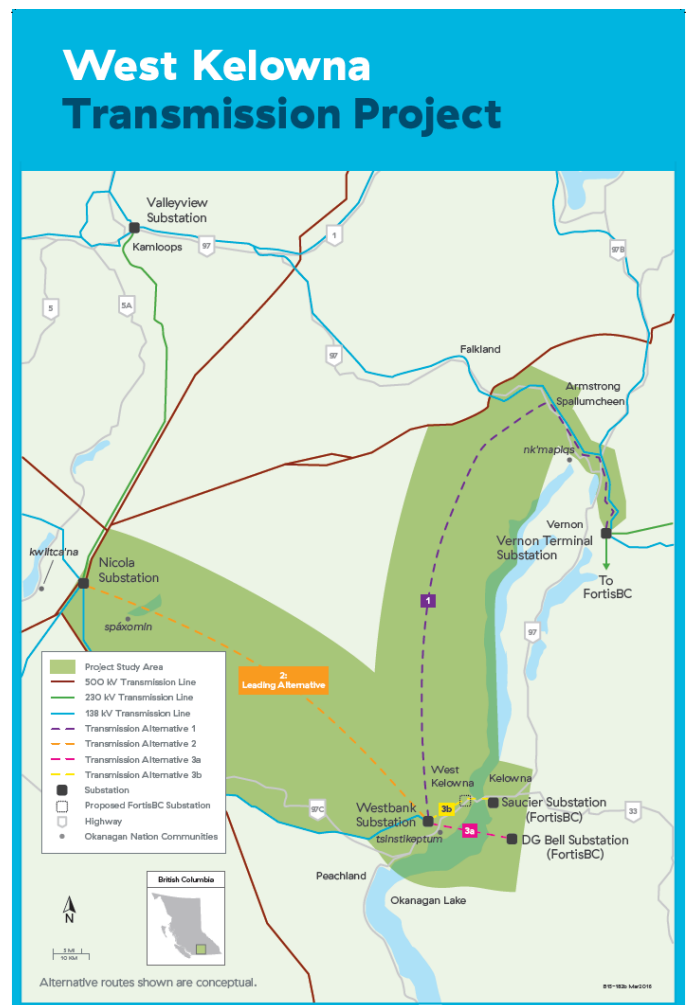 West Kelowna
Transmission Project
Valleyview
Substation
Kamloops
97
1
97B
5
5A
97
Falkland
Armstrong
Spallumcheen
nk'maplqs
Vernon
Vernon Terminal
Substation
To
FortisBC
kwiltca'na
Nicola
Substation
spáxomin
1
97
2:
Leading Alternative
Project Study Area
500 kV Transmission Line
230 kV Transmission Line
138 kV Transmission Line
Transmission Alternative 1
Transmission Alternative 2
Transmission Alternative 3a
Transmission Alternative 3b
Substation
Proposed FortisBC Substation
Highway
Okanagan Nation Communities
West
Kelowna
Kelowna
97C
Westbank
Substation
3b
Saucier Substation
(FortisBC)
33
tsinstikeptum
3a
DG Bell Substation
(FortisBC)
Peachland
Okanagan Lake
British Columbia
N
5 MI
10 KM
Alternative routes shown are conceptual.